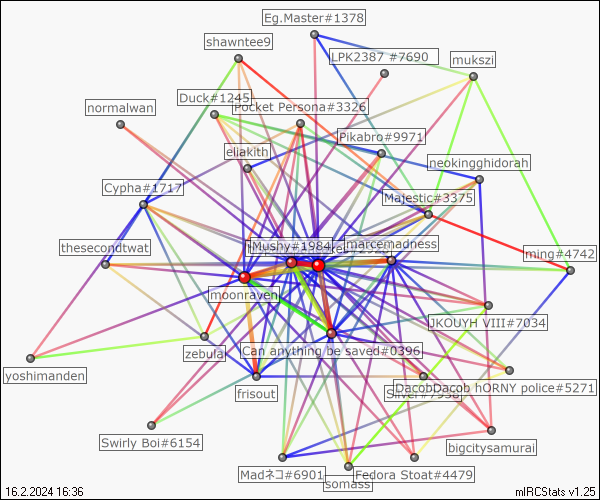 Eg.Master#1378
shawntee9
LPK2387 #7690
mukszi
Duck#1245
Pocket Persona#3326
normalwan
Pikabro#9971
eliakith
neokingghidorah
Cypha#1717
Majestic#3375
thesecondtwat
Mushy#1984
marcemadness
ming#4742
moonraven
JKOUYH VIII#7034
zebula
Can anything be saved#0396
yoshimanden
frisout
DacobDacob hORNY police#5271
Silver#7938
Swirly Boi#6154
bigcitysamurai
Madネコ#6901
Fedora Stoat#4479
somass
16.2.2024 16:36
mIRCStats v1.25